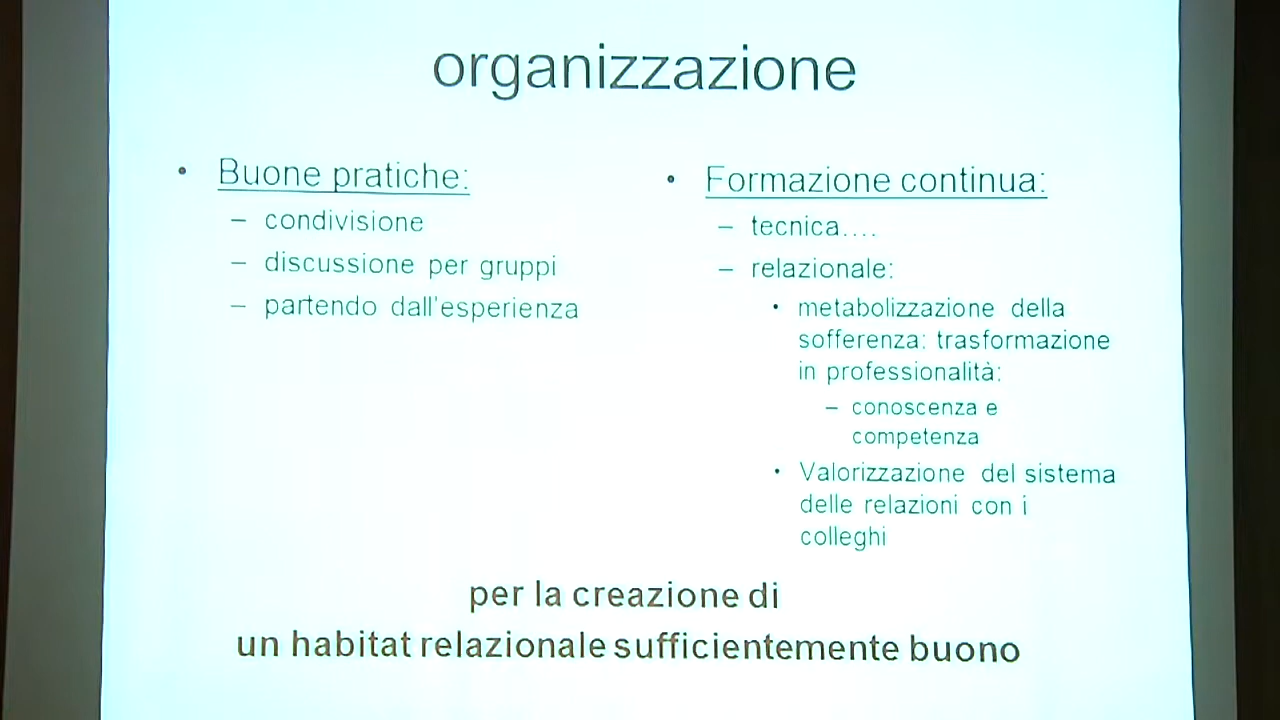 organizzazione
• Buone pratiche:
– condivisione
– discussione per gruppi
– partendo dall'esperienza
• Formazione continua:
– tecnica....
– relazionale:
• metabolizzazione della
sofferenza: trasformazione
in professionalità:
– conoscenza e
competenza
• Valorizzazione del sistema
delle relazioni con i
colleghi
per la creazione di
un habitat relazionale sufficientemente buono